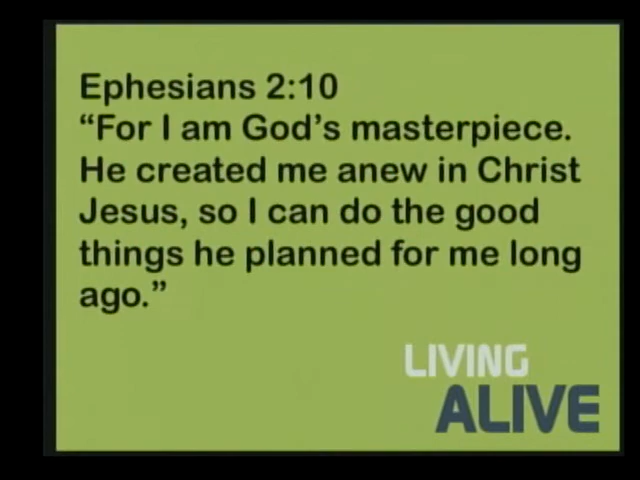 Ephesians 2:10
“For I am God’s masterpiece.
He created me anew in Christ
Jesus, so I can do the good
things he planned for me long
ago.”
LIVING
ALIVE